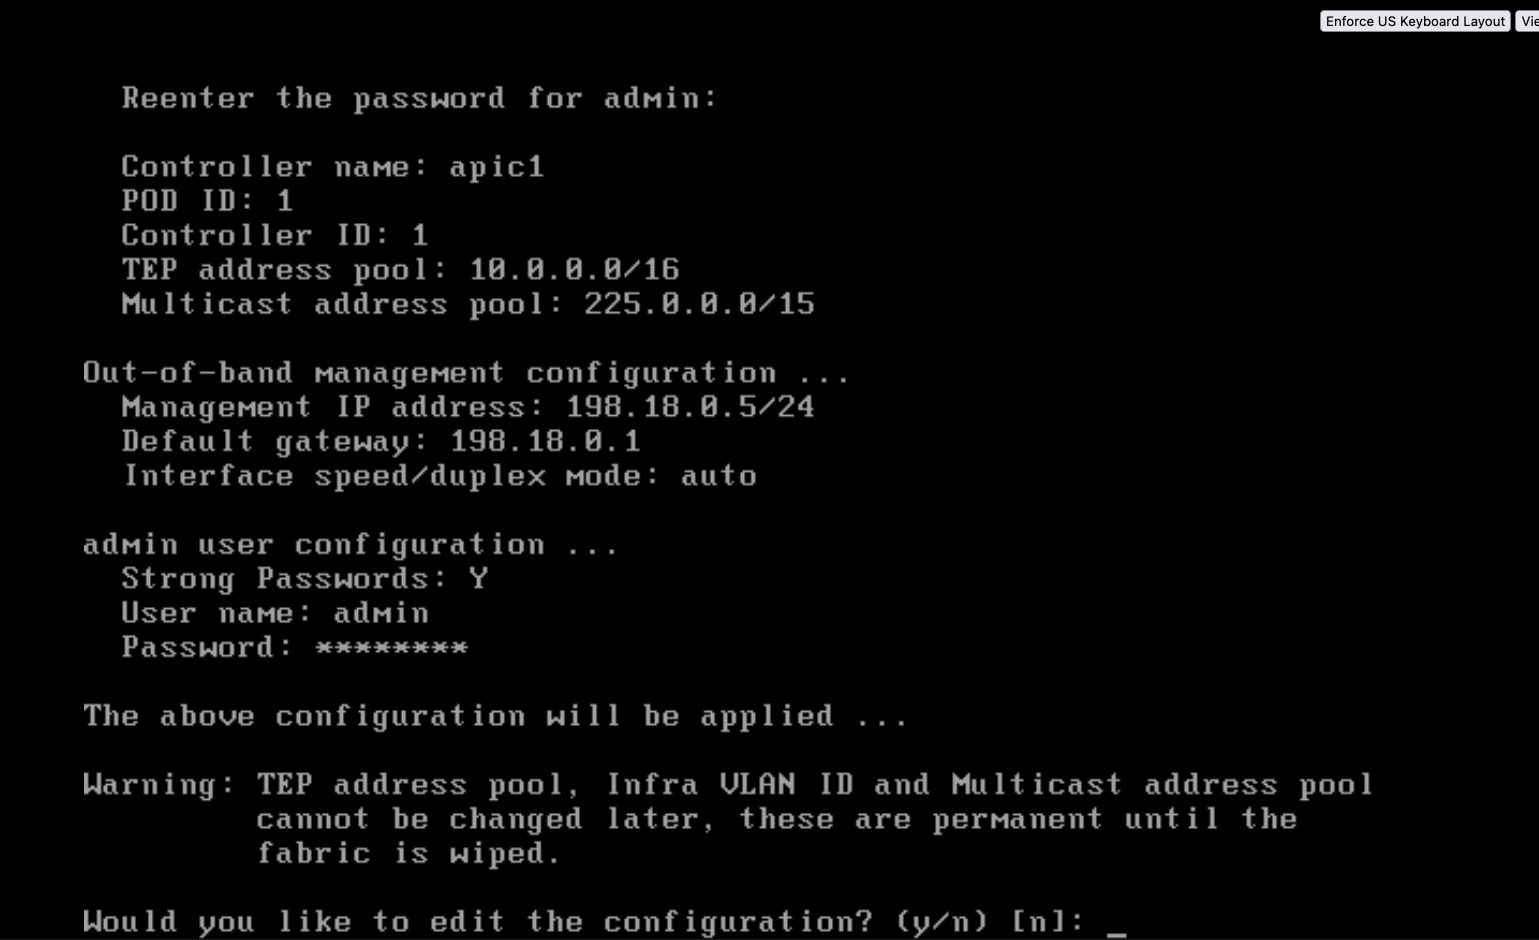 Enforce US Keyboard Layout
Reenter the password for admin:
Controller name: apic1
POD ID: 1
Controller ID: 1
TEP address pool: 10.0.0.0/16
Multicast address pool: 225.0.0.0/15
Out-of-band management configuration ...
Management IP address: 198.18.0.5/24
Default gateway: 198.18.0.1
Interface speed/duplex mode: auto
admin user configuration ...
Strong Passwords: Y
User name: admin
Password: ********
The above configuration will be applied ...
Warning: TEP address pool, Infra VLAN ID and Multicast address pool
cannot be changed later, these are permanent until the
fabric is wiped.
Would you like to edit the configuration? (y/n) [n]: _